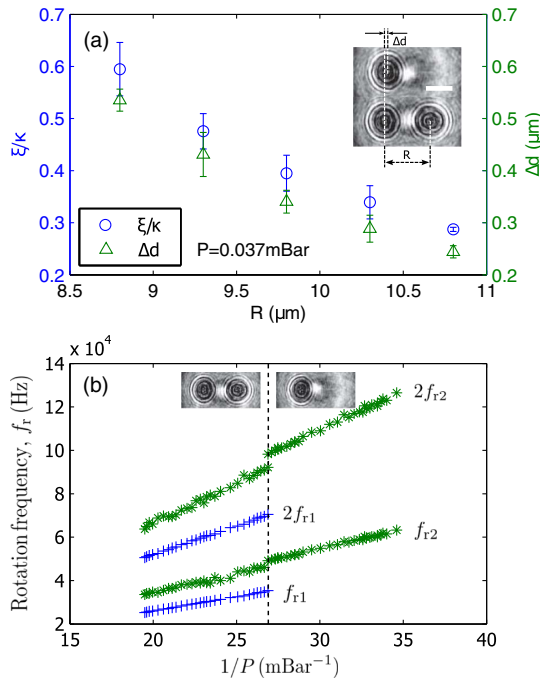 (a)
Δd
R
ξ/κ
Δd (µm)
0.7
0.6
0.5
0.4
0.3
0.2
0.7
0.6
0.5
0.4
0.3
0.2
ξ/κ
Δd
P=0.037mBar
8.5 9 9.5 10 10.5 11
R (µm)
x 10⁴
(b)
Rotation frequency, f_r (Hz)
14
12
10
8
6
4
2
2f_r2
2f_r1
f_r2
f_r1
15 20 25 30 35 40
1/P (mBar⁻¹)